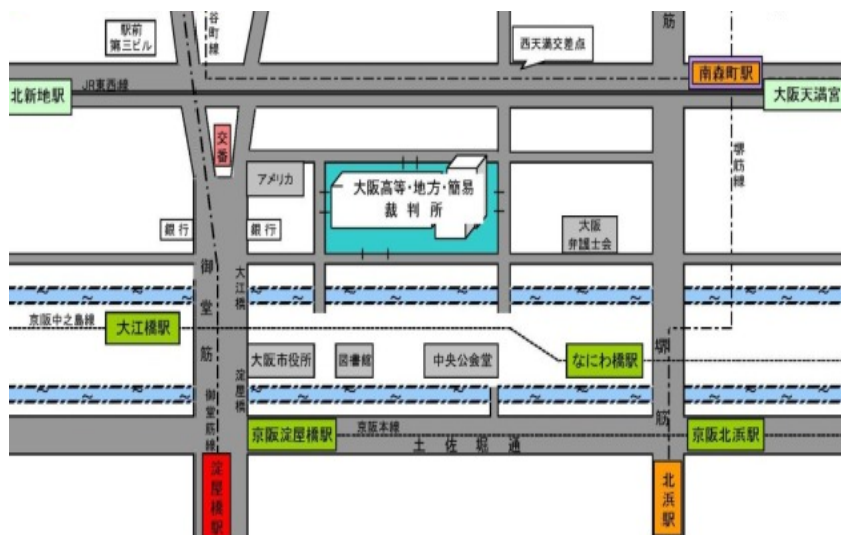 駅前
第三ビル
谷町線
筋
西天満交差点
南森町駅
北新地駅
JR東西線
大阪天満宮
交番
アメリカ
大阪高等・地方・簡易
裁判所
堺筋線
銀行
銀行
大阪
弁護士会
御堂筋
大江橋
京阪中之島線
大江橋駅
大阪市役所
図書館
中央公会堂
なにわ橋駅
堺筋
淀屋橋
御堂筋線
京阪淀屋橋駅
京阪本線
土佐堀通
京阪北浜駅
淀屋橋駅
北浜駅